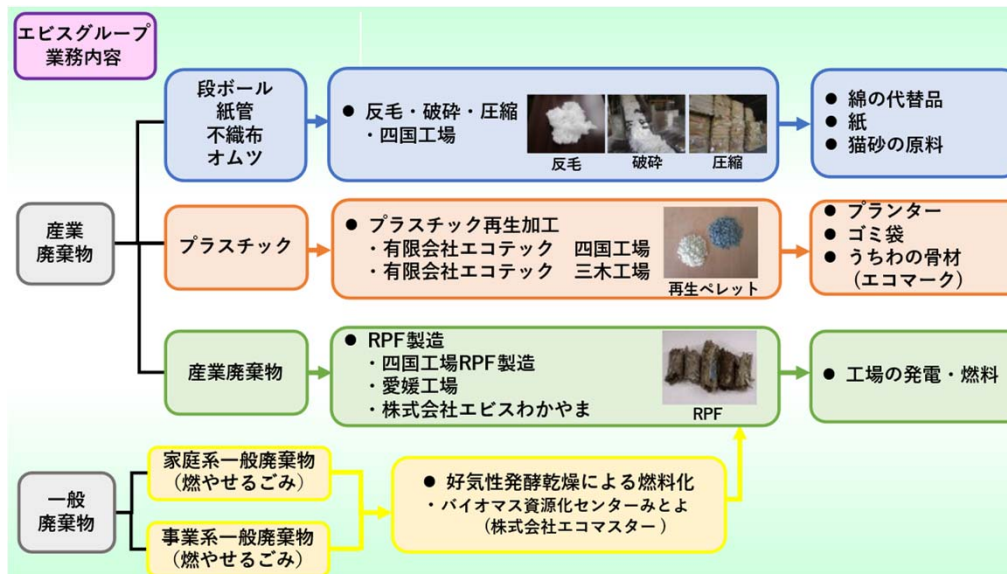 エビスグループ
業務内容
段ボール
紙管
不織布
オムツ
● 反毛・破砕・圧縮
・四国工場
反毛
破砕
圧縮
● 綿の代替品
● 紙
● 猫砂の原料
産業
廃棄物
プラスチック
● プラスチック再生加工
・有限会社エコテック　四国工場
・有限会社エコテック　三木工場
再生ペレット
● プランター
● ゴミ袋
● うちわの骨材
（エコマーク）
産業廃棄物
● RPF製造
・四国工場RPF製造
・愛媛工場
・株式会社エビスわかやま
RPF
● 工場の発電・燃料
一般
廃棄物
家庭系一般廃棄物
（燃やせるごみ）
事業系一般廃棄物
（燃やせるごみ）
● 好気性発酵乾燥による燃料化
・バイオマス資源化センターみとよ
（株式会社エコマスター）